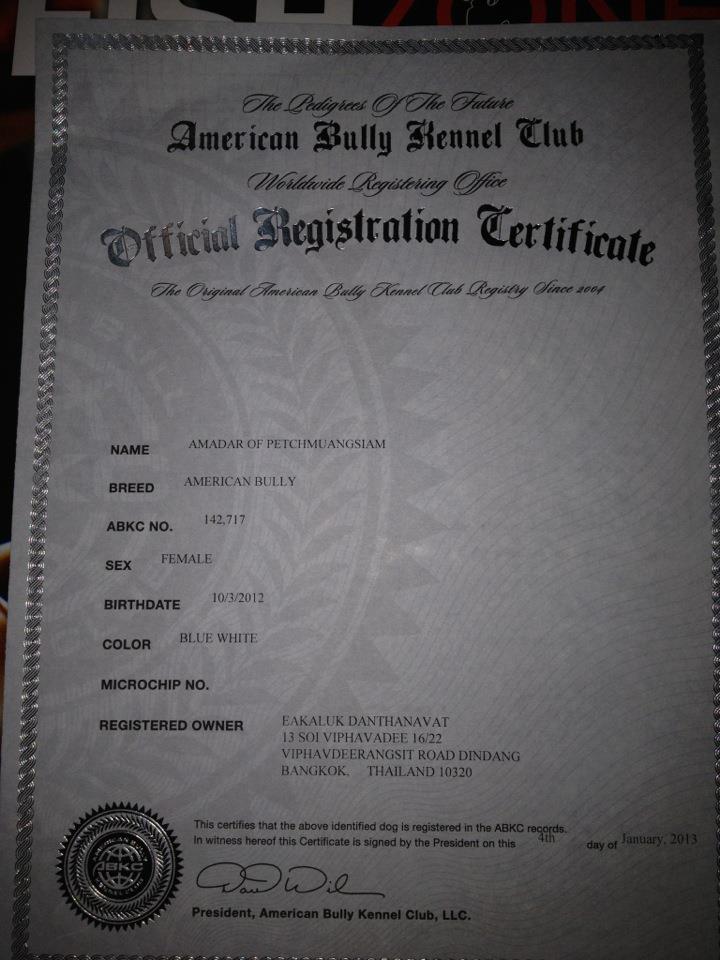 ZONE
The Pedigrees Of The Future
American Bully Kennel Club
Worldwide Registering Office
Official Registration Certificate
The Original American Bully Kennel Club Registry Since 2004
NAME AMADAR OF PETCHMUANGSIAM
BREED AMERICAN BULLY
ABKC NO. 142,717
SEX FEMALE
BIRTHDATE 10/3/2012
COLOR BLUE WHITE
MICROCHIP NO.
REGISTERED OWNER EAKALUK DANTHANAVAT
13 SOI VIPHAVADEE 16/22
VIPHAVDEERANGSIT ROAD DINDANG
BANGKOK, THAILAND 10320
This certifies that the above identified dog is registered in the ABKC records.
In witness hereof this Certificate is signed by the President on this 4th day of January, 2013
ABKC
President, American Bully Kennel Club, LLC.